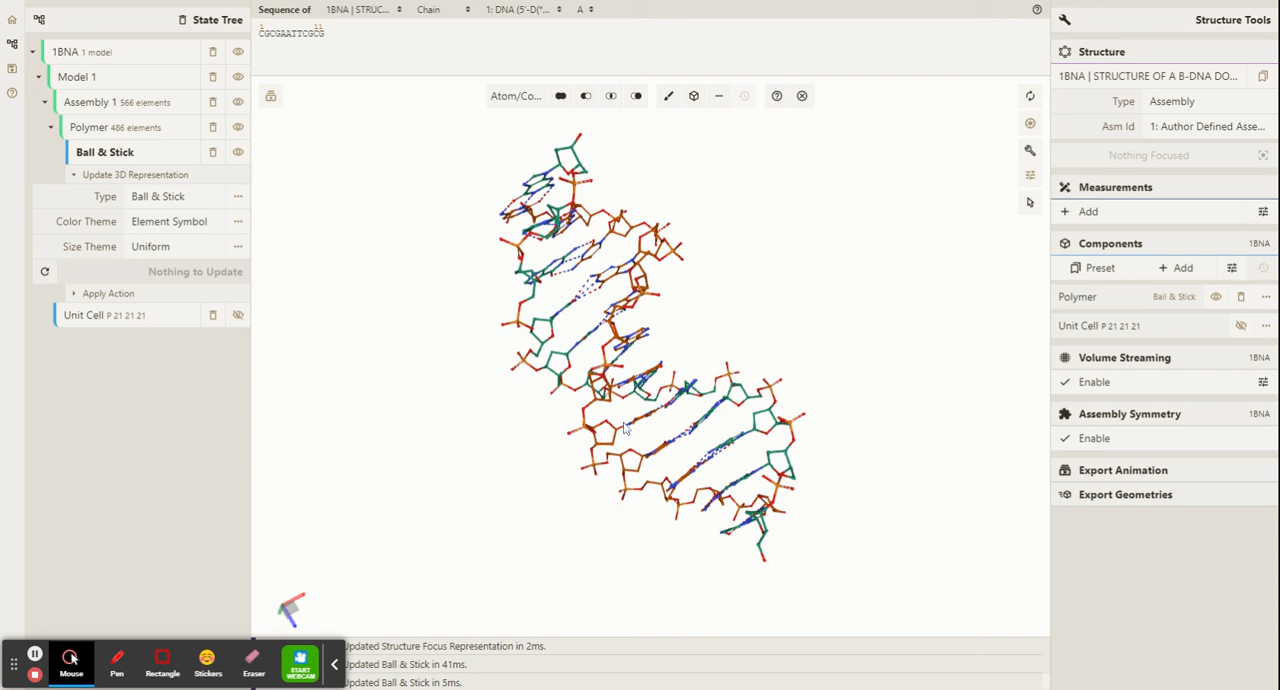 State Tree
1BNA 1 model
Model 1
Assembly 1 566 elements
Polymer 486 elements
Ball & Stick
Update 3D Representation
Type Ball & Stick
Color Theme Element Symbol
Size Theme Uniform
Nothing to Update
Apply Action
Unit Cell P 21 21 21
Sequence of 1BNA | STRUC... Chain 1: DNA (5'-D(*... A
1 11
CGCGAATTCGCG
Atom/Co...
Structure Tools
Structure
1BNA | STRUCTURE OF A B-DNA DO...
Type Assembly
Asm Id 1: Author Defined Asse...
Nothing Focused
Measurements
Add
Components 1BNA
Preset Add
Polymer Ball & Stick
Unit Cell P 21 21 21
Volume Streaming 1BNA
Enable
Assembly Symmetry 1BNA
Enable
Export Animation
Export Geometries
Updated Structure Focus Representation in 2ms.
Updated Ball & Stick in 41ms.
Updated Ball & Stick in 5ms.
Mouse Pen Rectangle Stickers Eraser START
WEBCAM